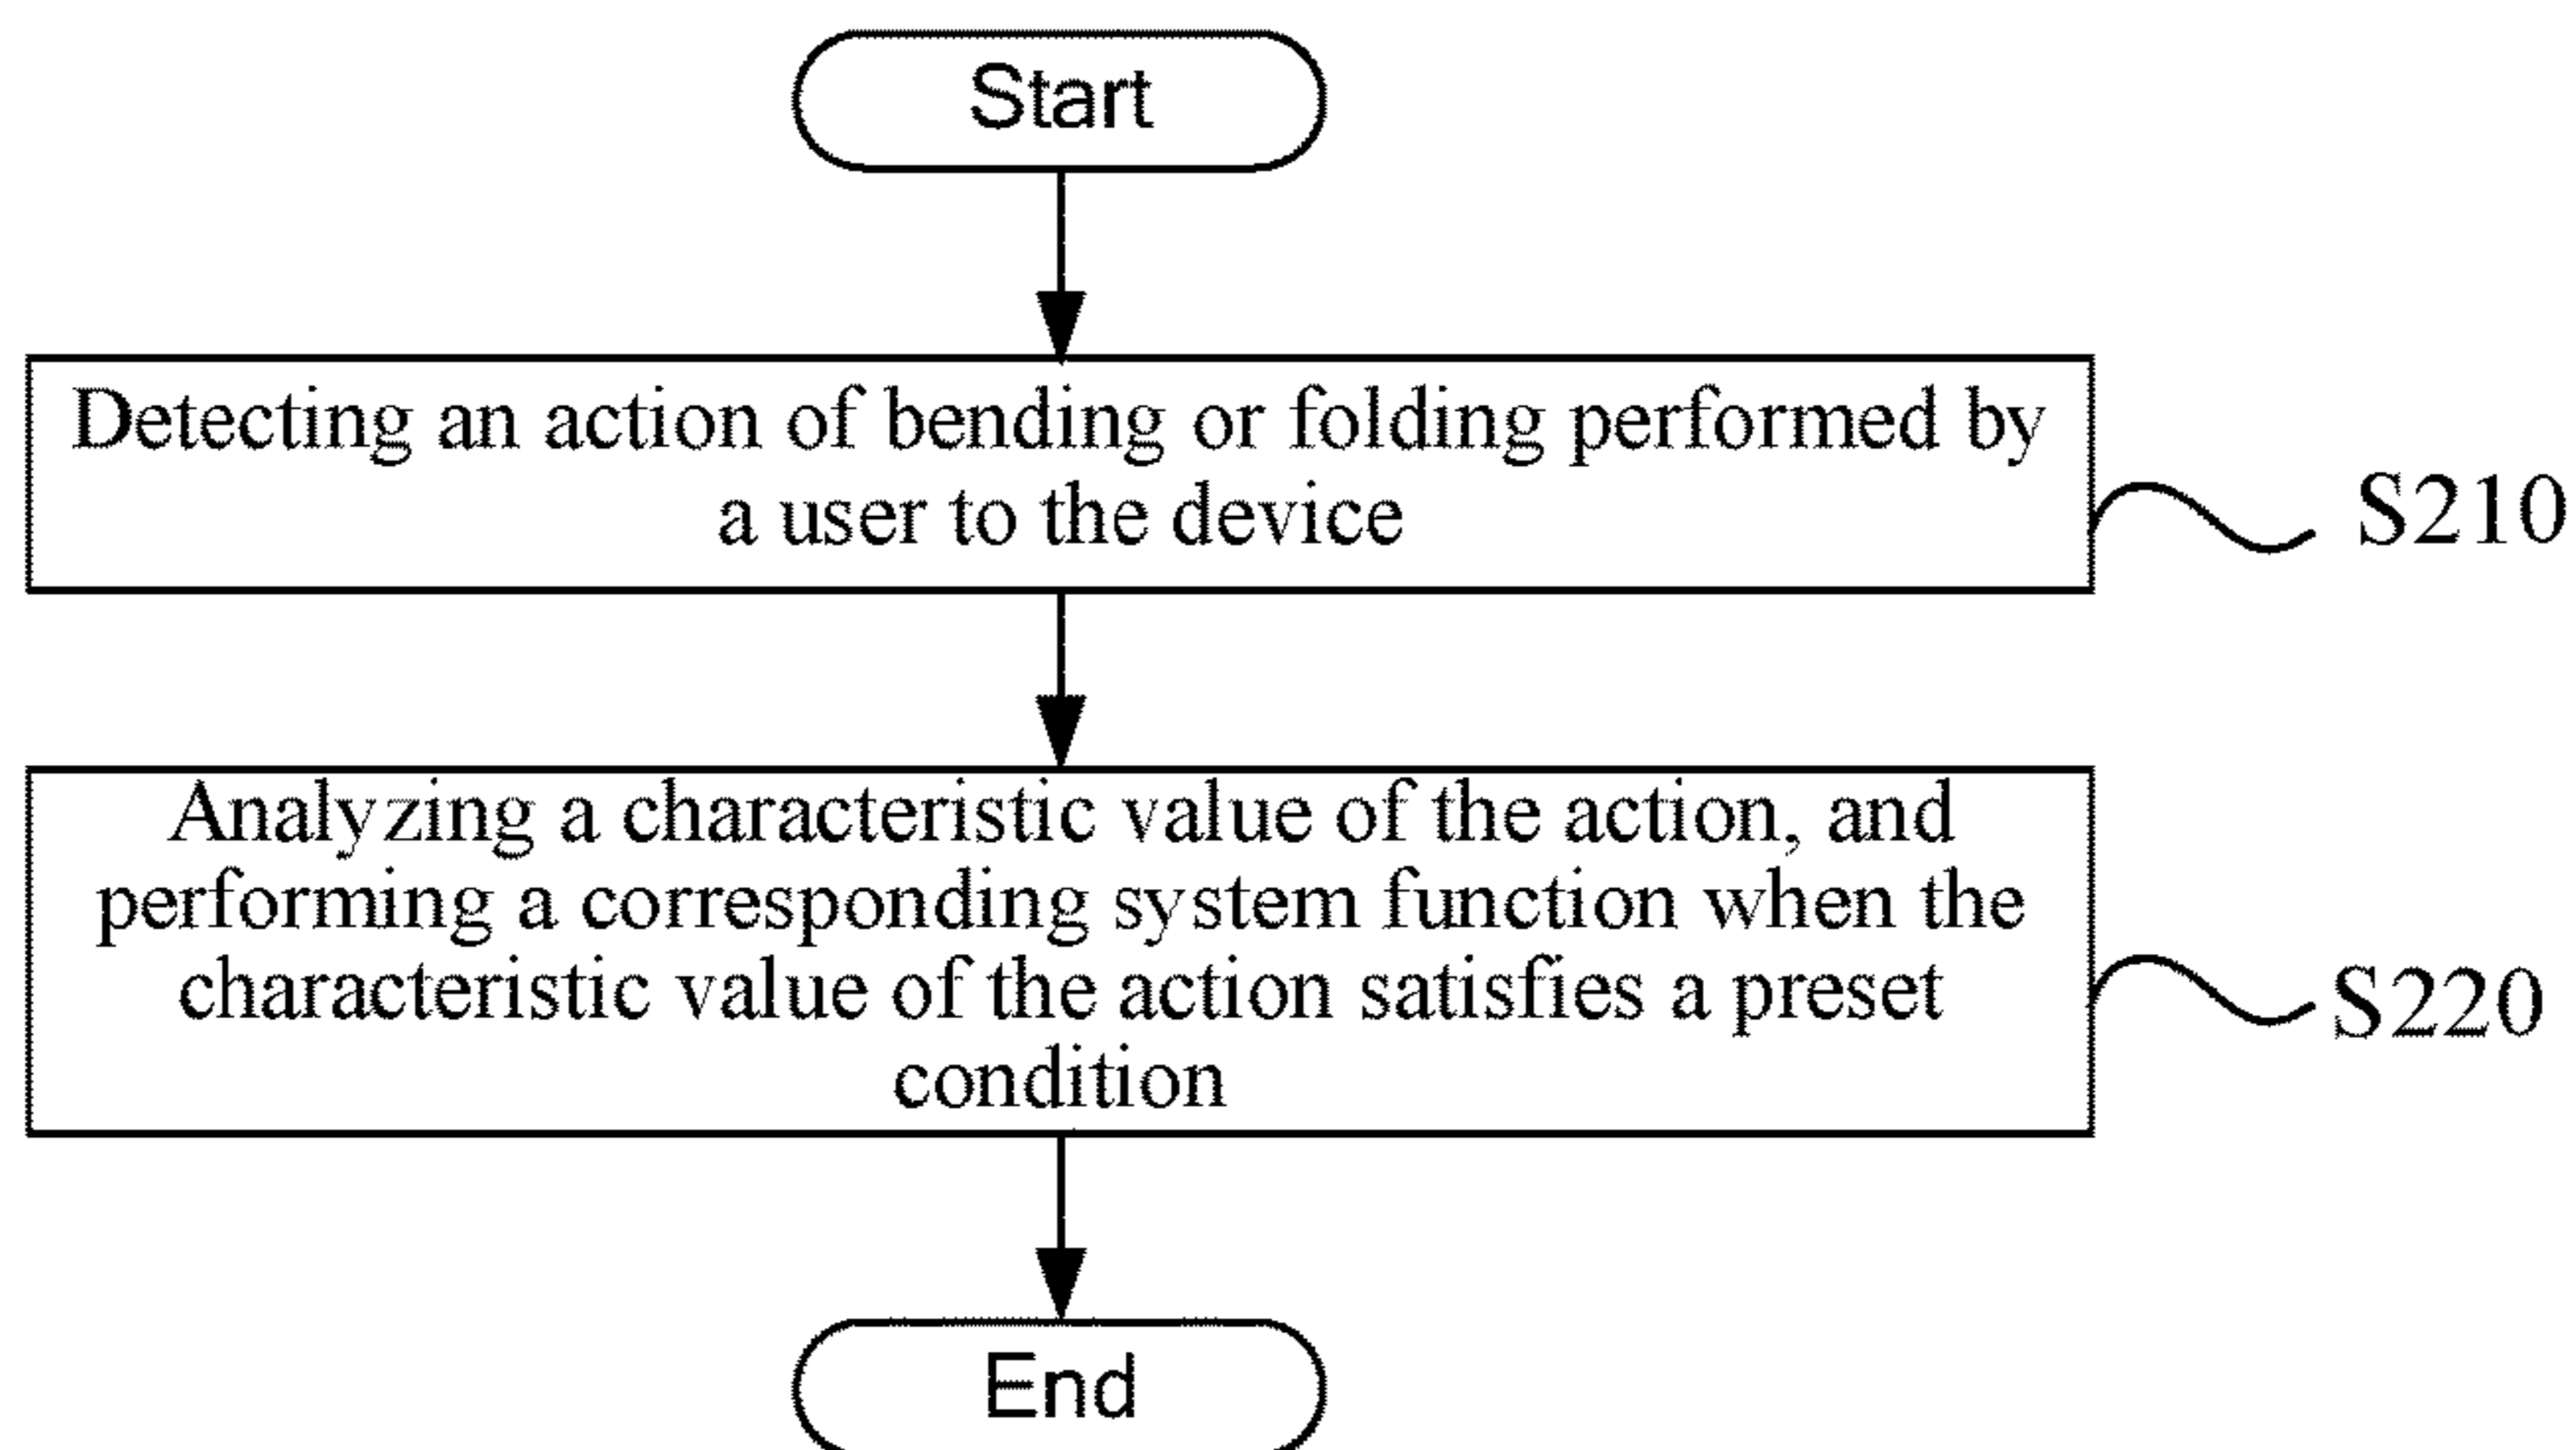 Start
Detecting an action of bending or folding performed by
a user to the device
S210
Analyzing a characteristic value of the action, and
performing a corresponding system function when the
characteristic value of the action satisfies a preset
condition
S220
End